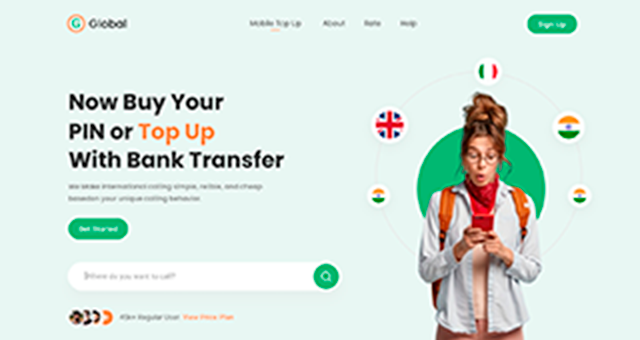 Global
Mobile Top Up
About
Rate
Help
Sign Up
Now Buy Your
PIN or Top Up
With Bank Transfer
We Make international calling simple, and cheap
based on your unique calling behavior.
Get Started
Where do you want to call?
Regular User View Price Plan